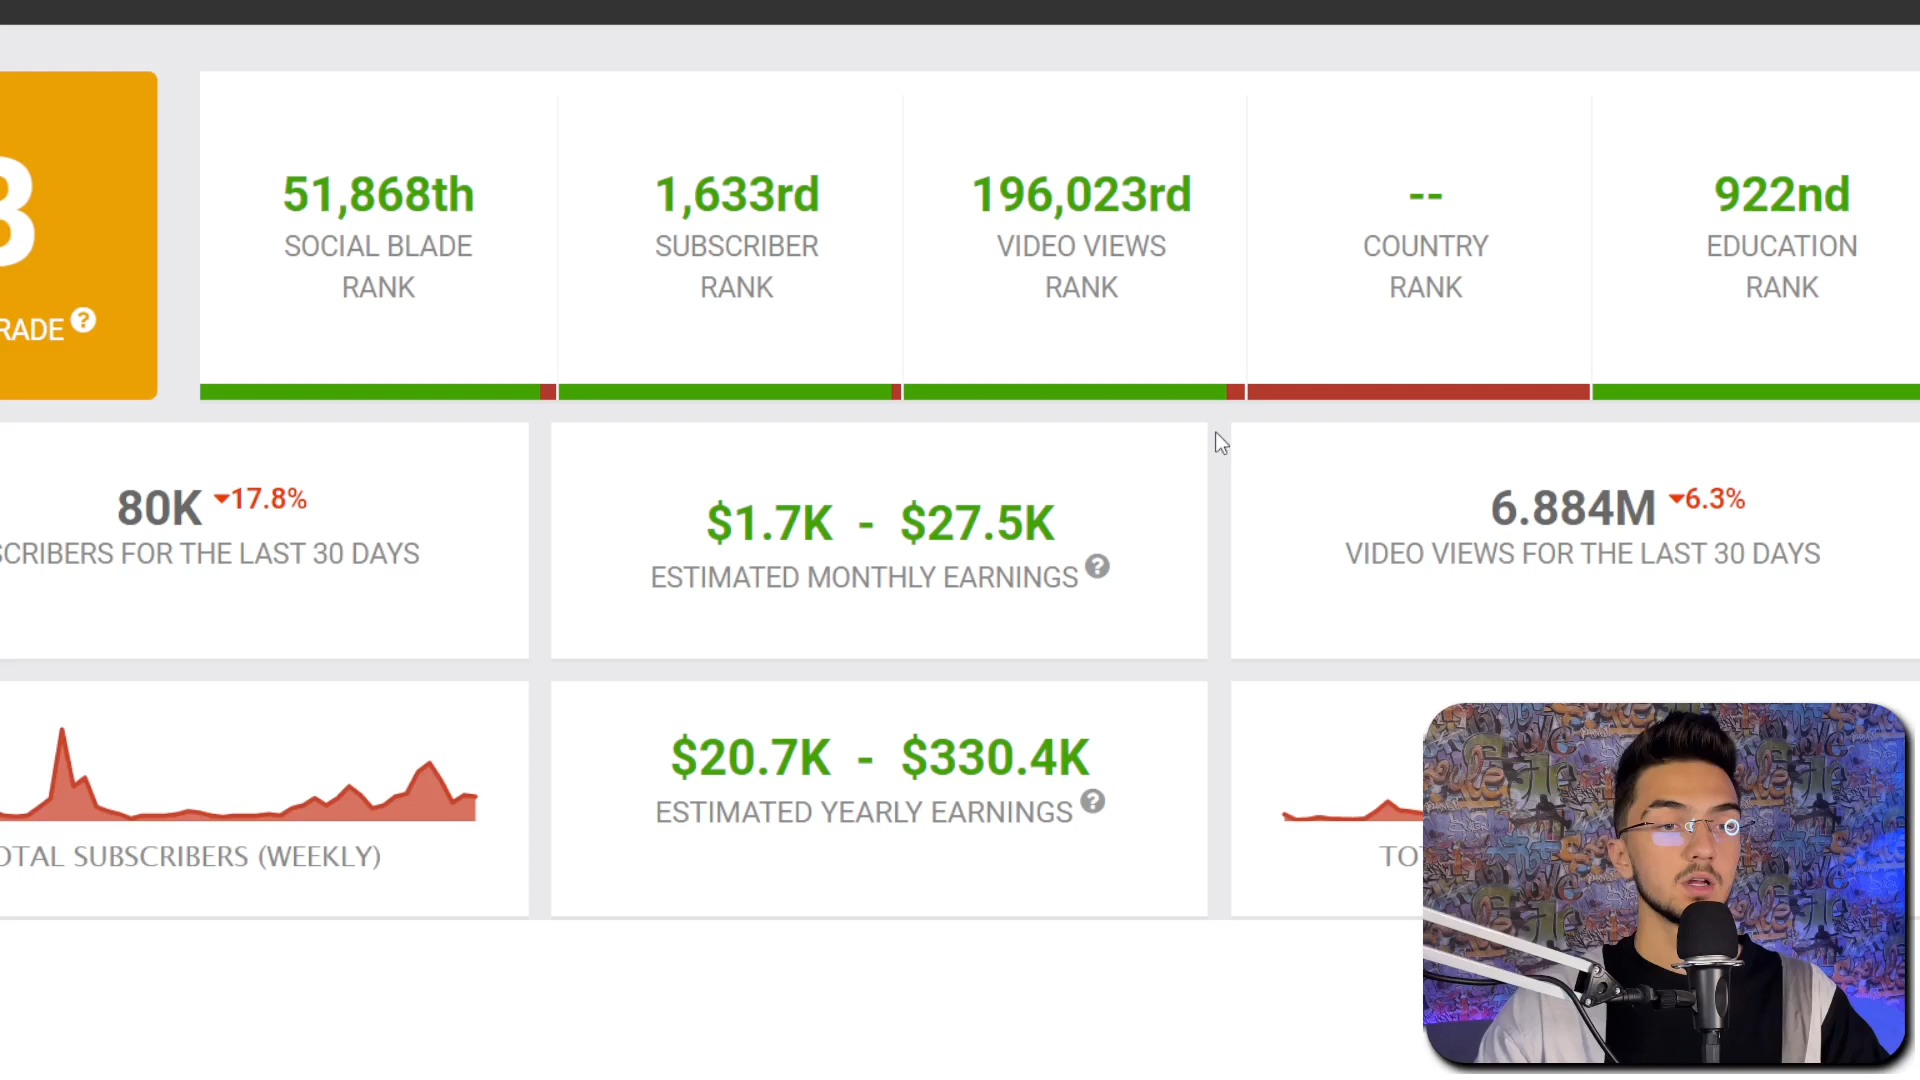 51,868th
SOCIAL BLADE
RANK
1,633rd
SUBSCRIBER
RANK
196,023rd
VIDEO VIEWS
RANK
--
COUNTRY
RANK
922nd
EDUCATION
RANK
RADE ?
80K 17.8%
SCRIBERS FOR THE LAST 30 DAYS
$1.7K - $27.5K
ESTIMATED MONTHLY EARNINGS ?
6.884M 6.3%
VIDEO VIEWS FOR THE LAST 30 DAYS
OTAL SUBSCRIBERS (WEEKLY)
$20.7K - $330.4K
ESTIMATED YEARLY EARNINGS ?
TO